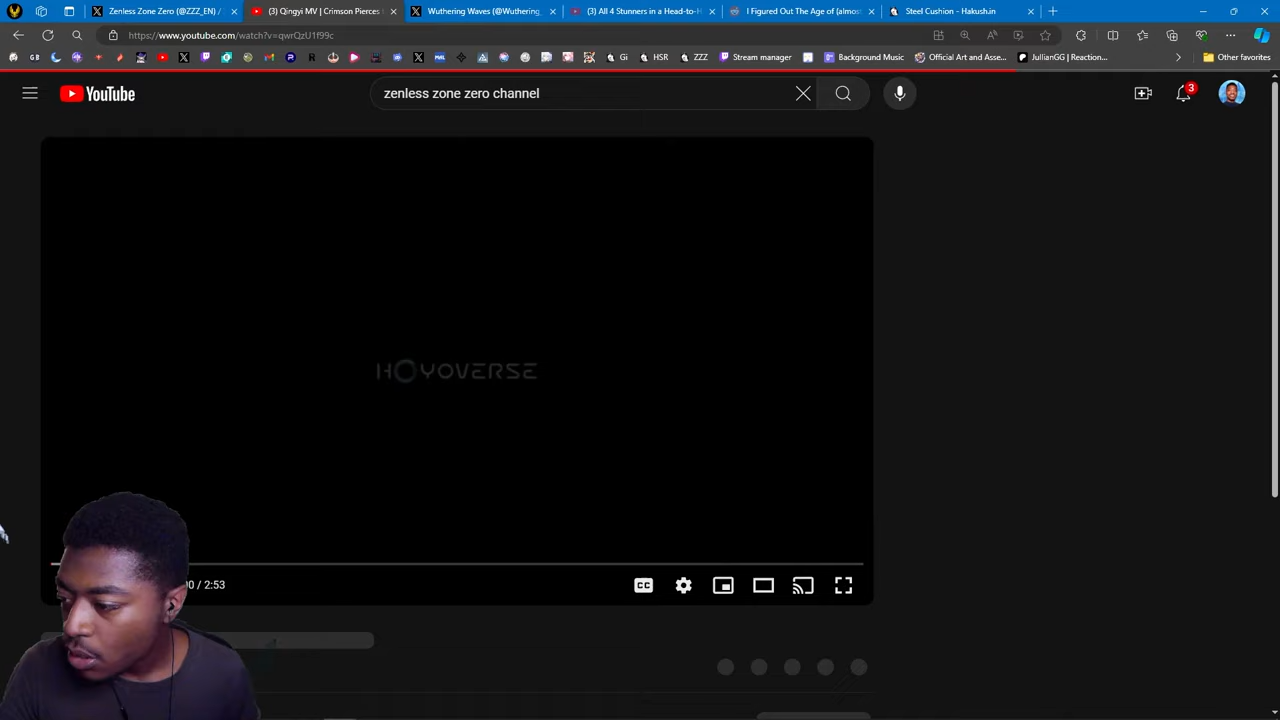 Zenless Zone Zero (@ZZZ_EN) /
(3) Qingyi MV | Crimson Pierces
Wuthering Waves (@Wuthering_
(3) All 4 Stunners in a Head-to-H
I Figured Out The Age of (almos
Steel Cushion - Hakush.in
https://www.youtube.com/watch?v=qwrQzU1f99c
GB
Gi
HSR
ZZZ
Stream manager
Background Music
Official Art and Asse...
JullianGG | Reaction...
Other favorites
YouTube
zenless zone zero channel
3
HOYOVERSE
/ 2:53
CC